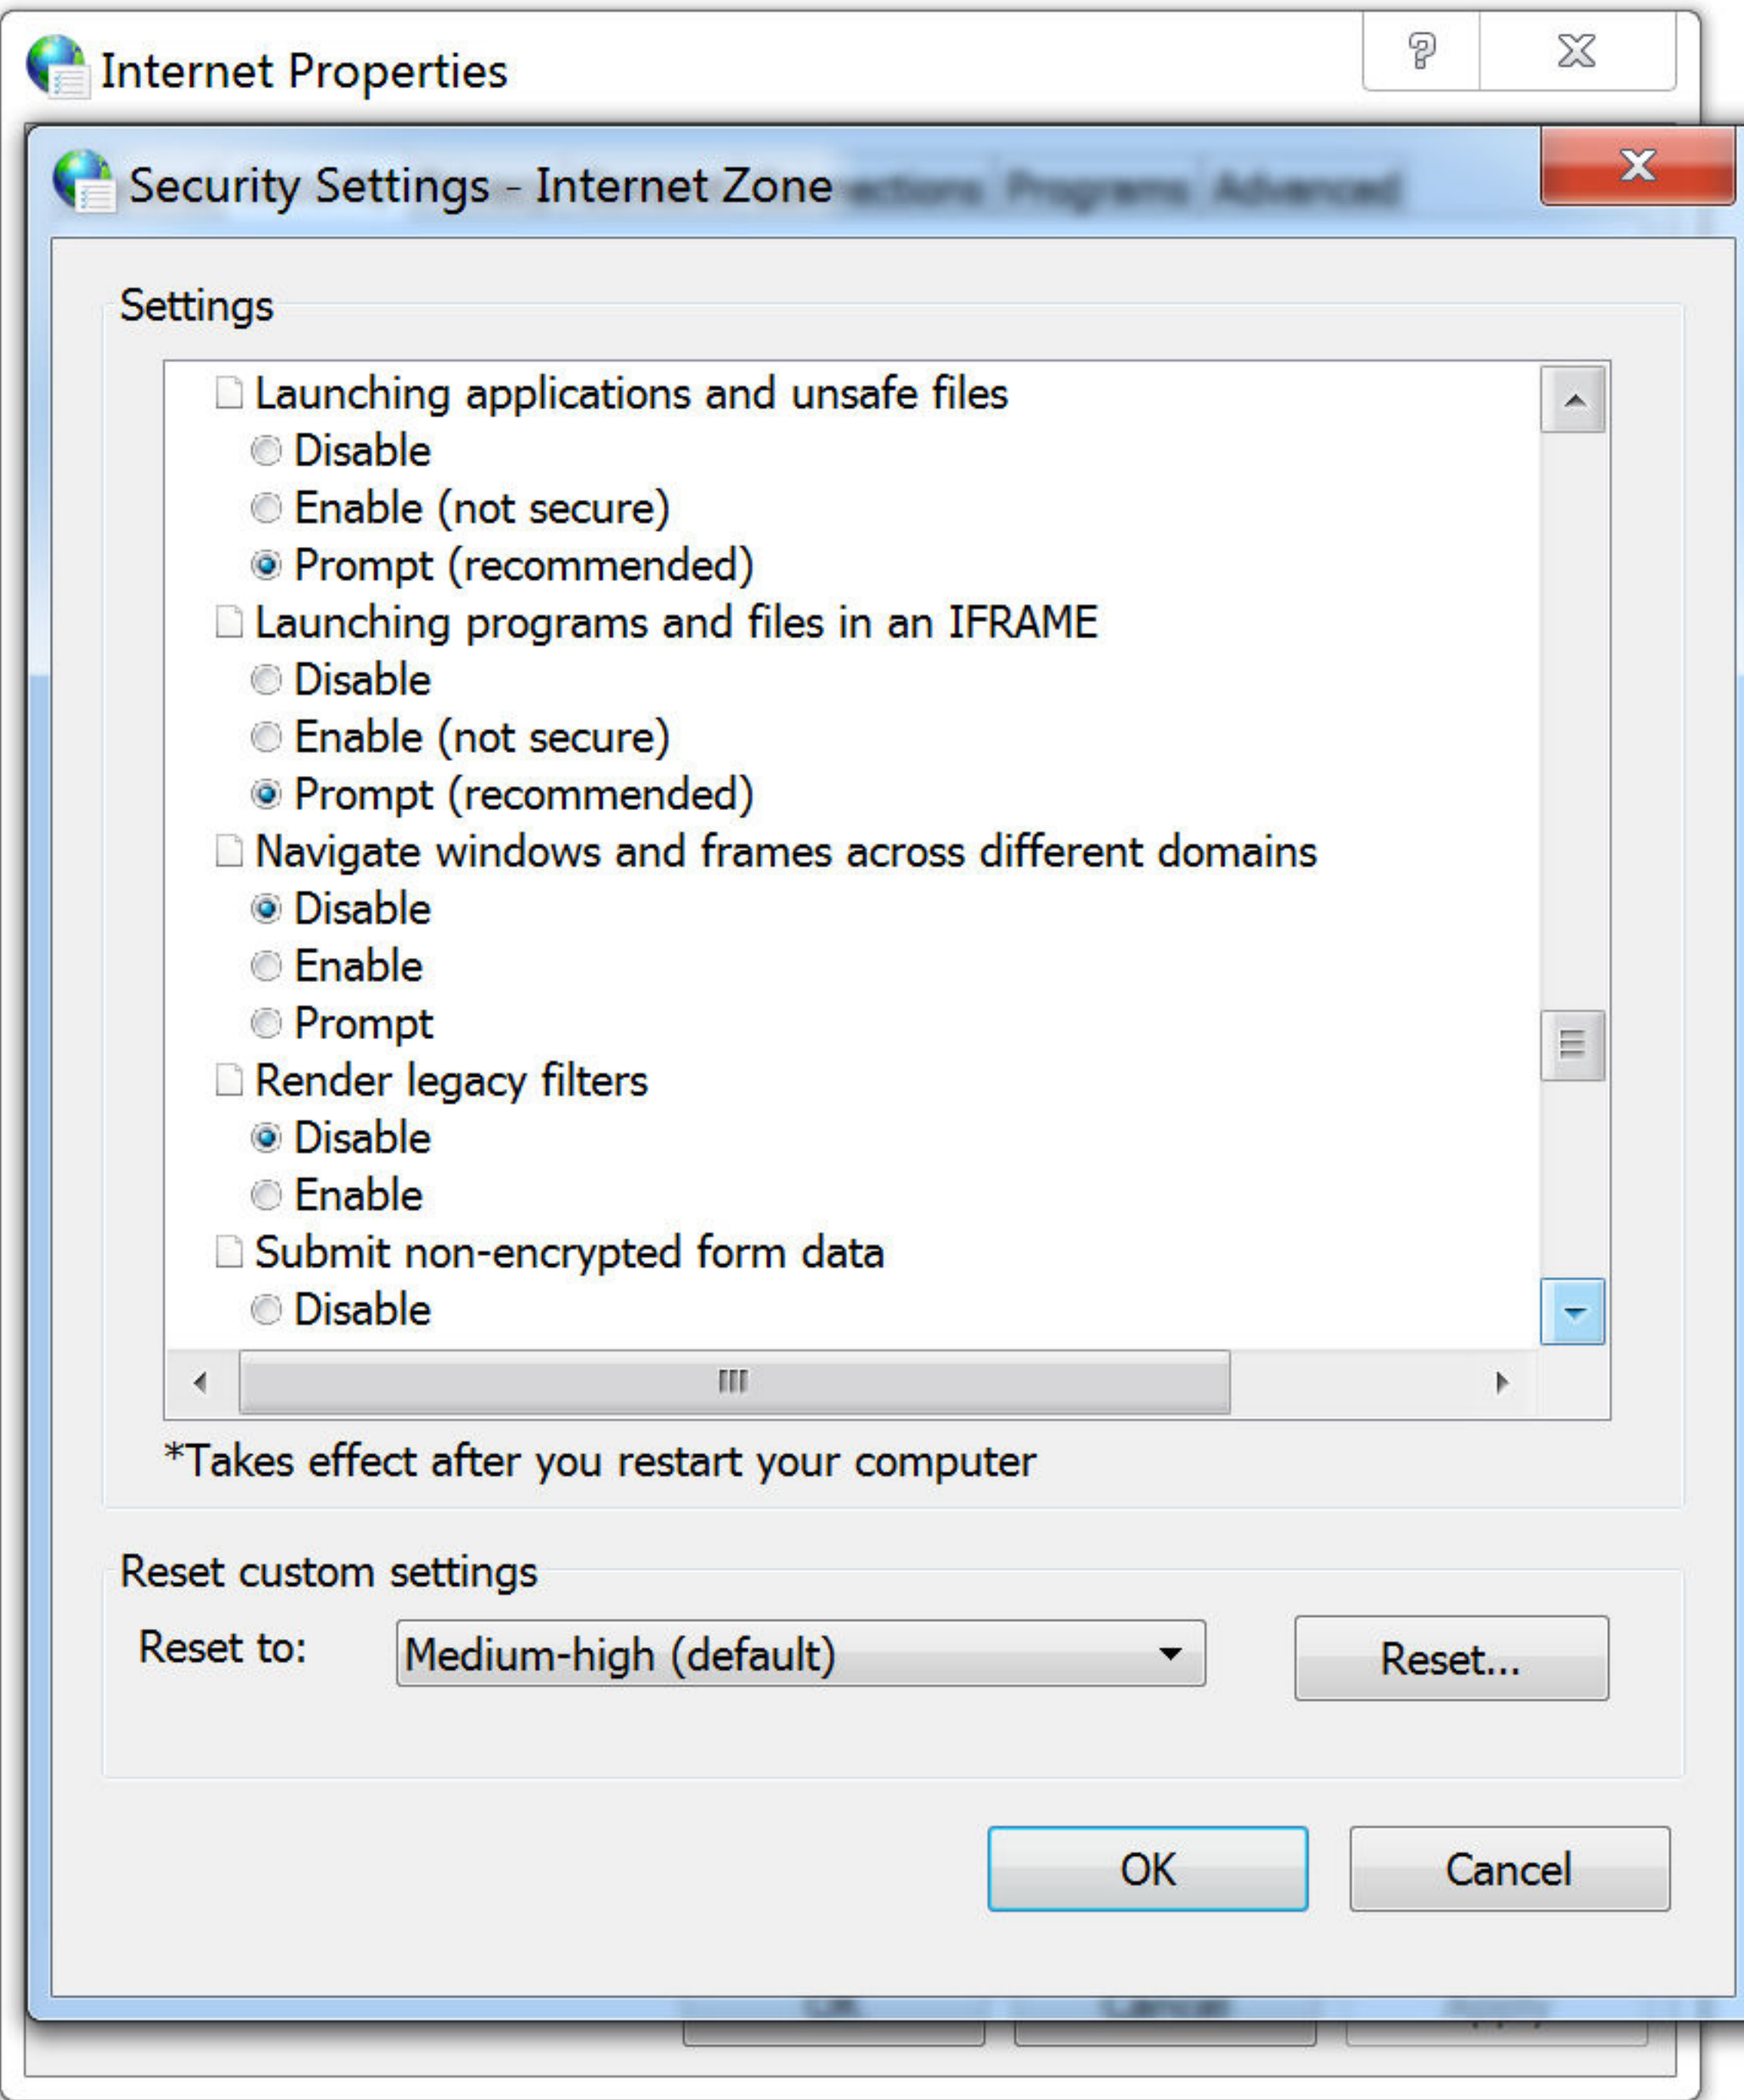 Internet Properties
Security Settings - Internet Zone
Programs
Advanced
Settings
Launching applications and unsafe files
Disable
Enable (not secure)
Prompt (recommended)
Launching programs and files in an IFRAME
Disable
Enable (not secure)
Prompt (recommended)
Navigate windows and frames across different domains
Disable
Enable
Prompt
Render legacy filters
Disable
Enable
Submit non-encrypted form data
Disable
*Takes effect after you restart your computer
Reset custom settings
Reset to:
Medium-high (default)
Reset...
OK
Cancel